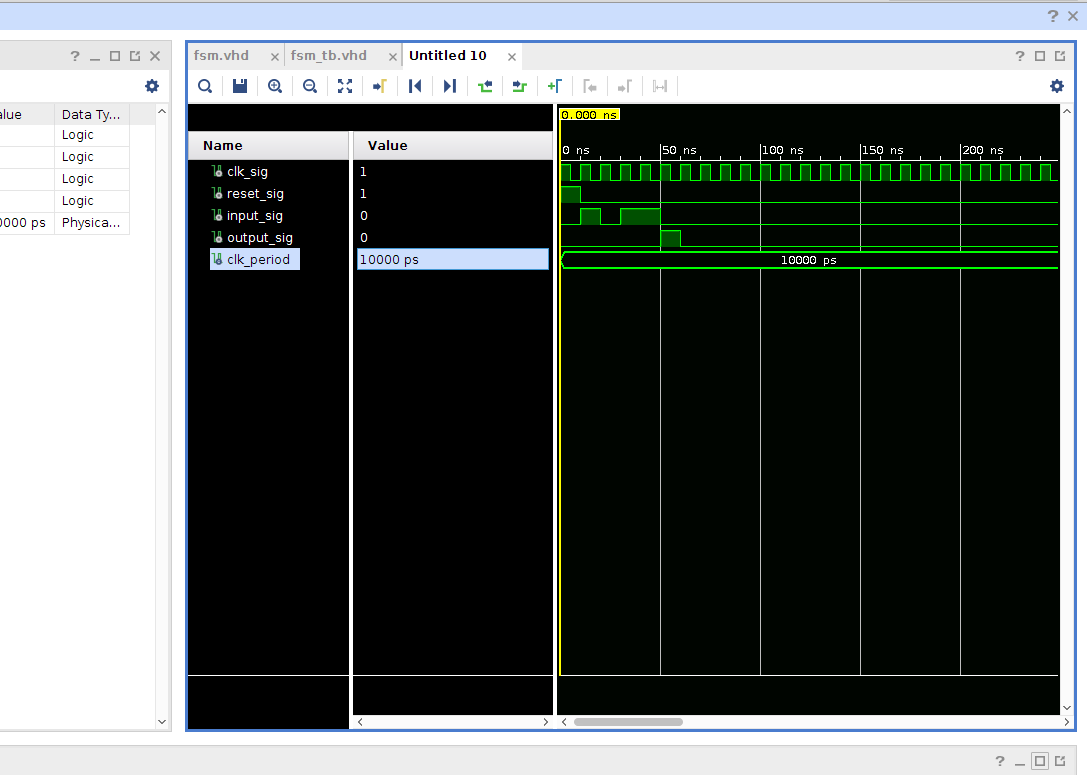 fsm.vhd fsm_tb.vhd Untitled 10
alue Data Ty...
Logic
Logic
Logic
Logic
0000 ps Physica...
Name Value
clk_sig 1
reset_sig 1
input_sig 0
output_sig 0
clk_period 10000 ps
0.000 ns
0 ns 50 ns 100 ns 150 ns 200 ns
10000 ps